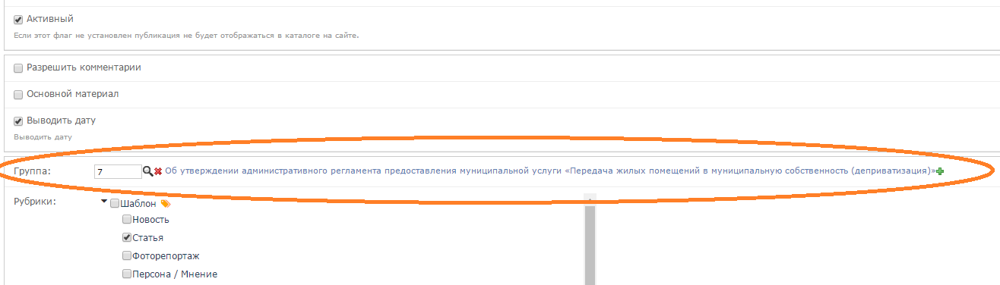 Активный
Если этот флаг не установлен публикация не будет отображаться в каталоге на сайте.
Разрешить комментарии
Основной материал
Выводить дату
Выводить дату
Группа: 7 Об утверждении административного регламента предоставления муниципальной услуги «Передача жилых помещений в муниципальную собственность (деприватизация)»
Рубрики: Шаблон
Новость
Статья
Фоторепортаж
Персона / Мнение